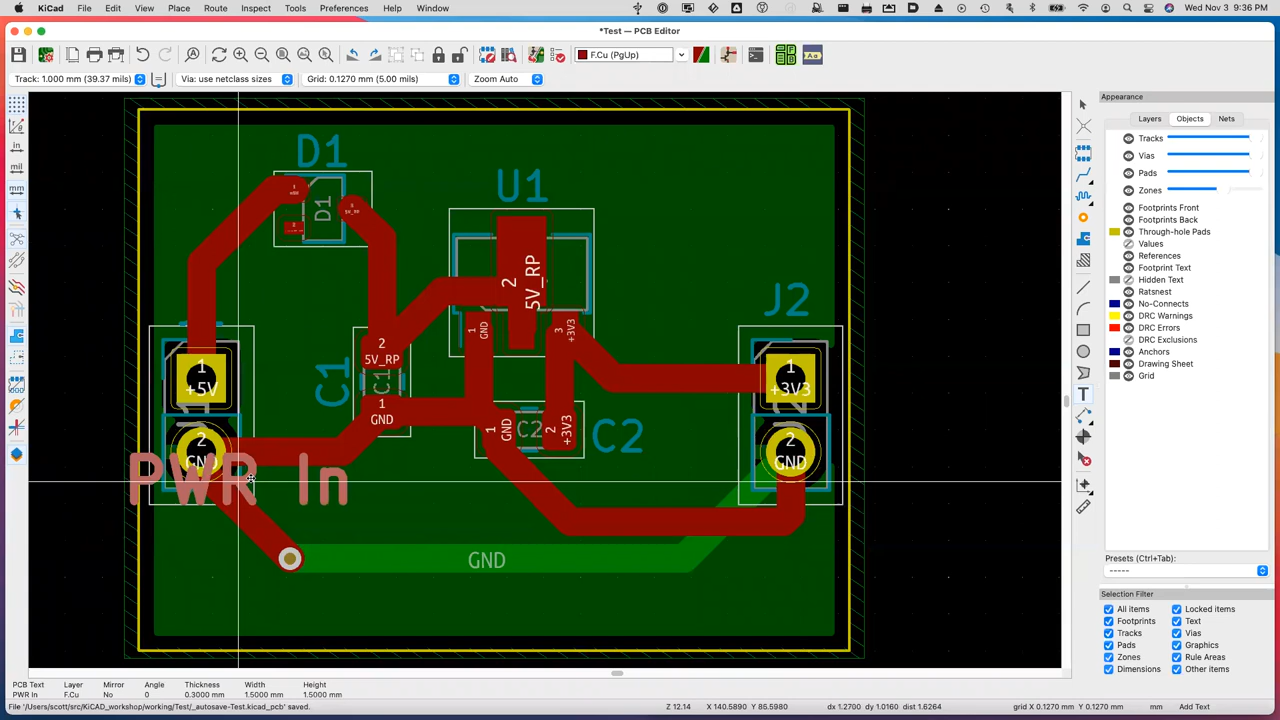 KiCad File Edit View Place Route Inspect Tools Preferences Help Window Wed Nov 3 9:36 PM
*Test — PCB Editor
F.Cu (PgUp)
Track: 1.000 mm (39.37 mils) Via: use netclass sizes Grid: 0.1270 mm (5.00 mils) Zoom Auto
Appearance
Layers Objects Nets
Tracks
Vias
Pads
Zones
Footprints Front
Footprints Back
Through-hole Pads
Values
References
Footprint Text
Hidden Text
Ratsnest
No-Connects
DRC Warnings
DRC Errors
DRC Exclusions
Anchors
Drawing Sheet
Grid
Presets (Ctrl+Tab):
-----
Selection Filter
All items Locked items
Footprints Text
Tracks Vias
Pads Graphics
Zones Rule Areas
Dimensions Other items
in
mil
mm
D1
D1
U1
2
5V_RP
1
GND
3
+3V3
J2
1
+3V3
2
GND
1
+5V
2
GND
PWR In
C1
2
5V_RP
C1
1
GND
1
GND
C2
2
+3V3
C2
GND
PCB Text Layer Mirror Angle Thickness Width Height
PWR In F.Cu No 0 0.3000 mm 1.5000 mm 1.5000 mm
File '/Users/scott/src/KiCAD_workshop/working/Test/_autosave-Test.kicad_pcb' saved. Z 12.14 X 140.5890 Y 86.5980 dx 1.2700 dy 1.0160 dist 1.6264 grid X 0.1270 Y 0.1270 mm Add Text